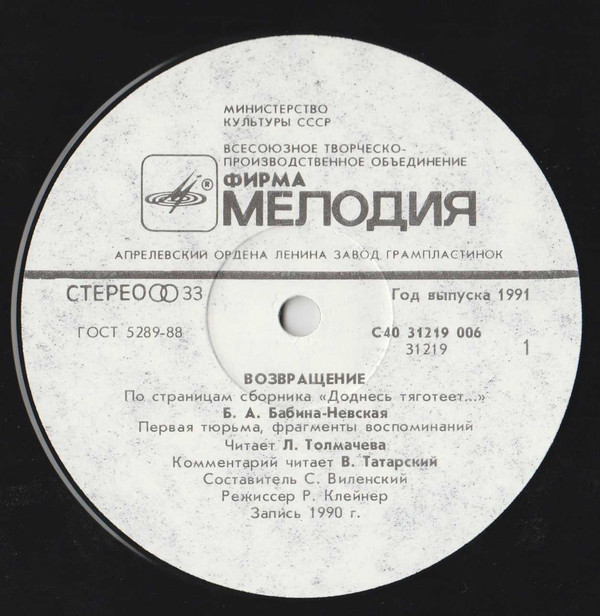 МИНИСТЕРСТВО
КУЛЬТУРЫ СССР
ВСЕСОЮЗНОЕ ТВОРЧЕСКО-
ПРОИЗВОДСТВЕННОЕ ОБЪЕДИНЕНИЕ
®
ФИРМА
МЕЛОДИЯ
АПРЕЛЕВСКИЙ ОРДЕНА ЛЕНИНА ЗАВОД ГРАМПЛАСТИНОК
СТЕРЕО 33
Год выпуска 1991
ГОСТ 5289-88
С40 31219 006
31219
1
ВОЗВРАЩЕНИЕ
По страницам сборника «Доднесь тяготеет...»
Б. А. Бабина-Невская
Первая тюрьма, фрагменты воспоминаний
Читает Л. Толмачева
Комментарий читает В. Татарский
Составитель С. Виленский
Режиссер Р. Клейнер
Запись 1990 г.